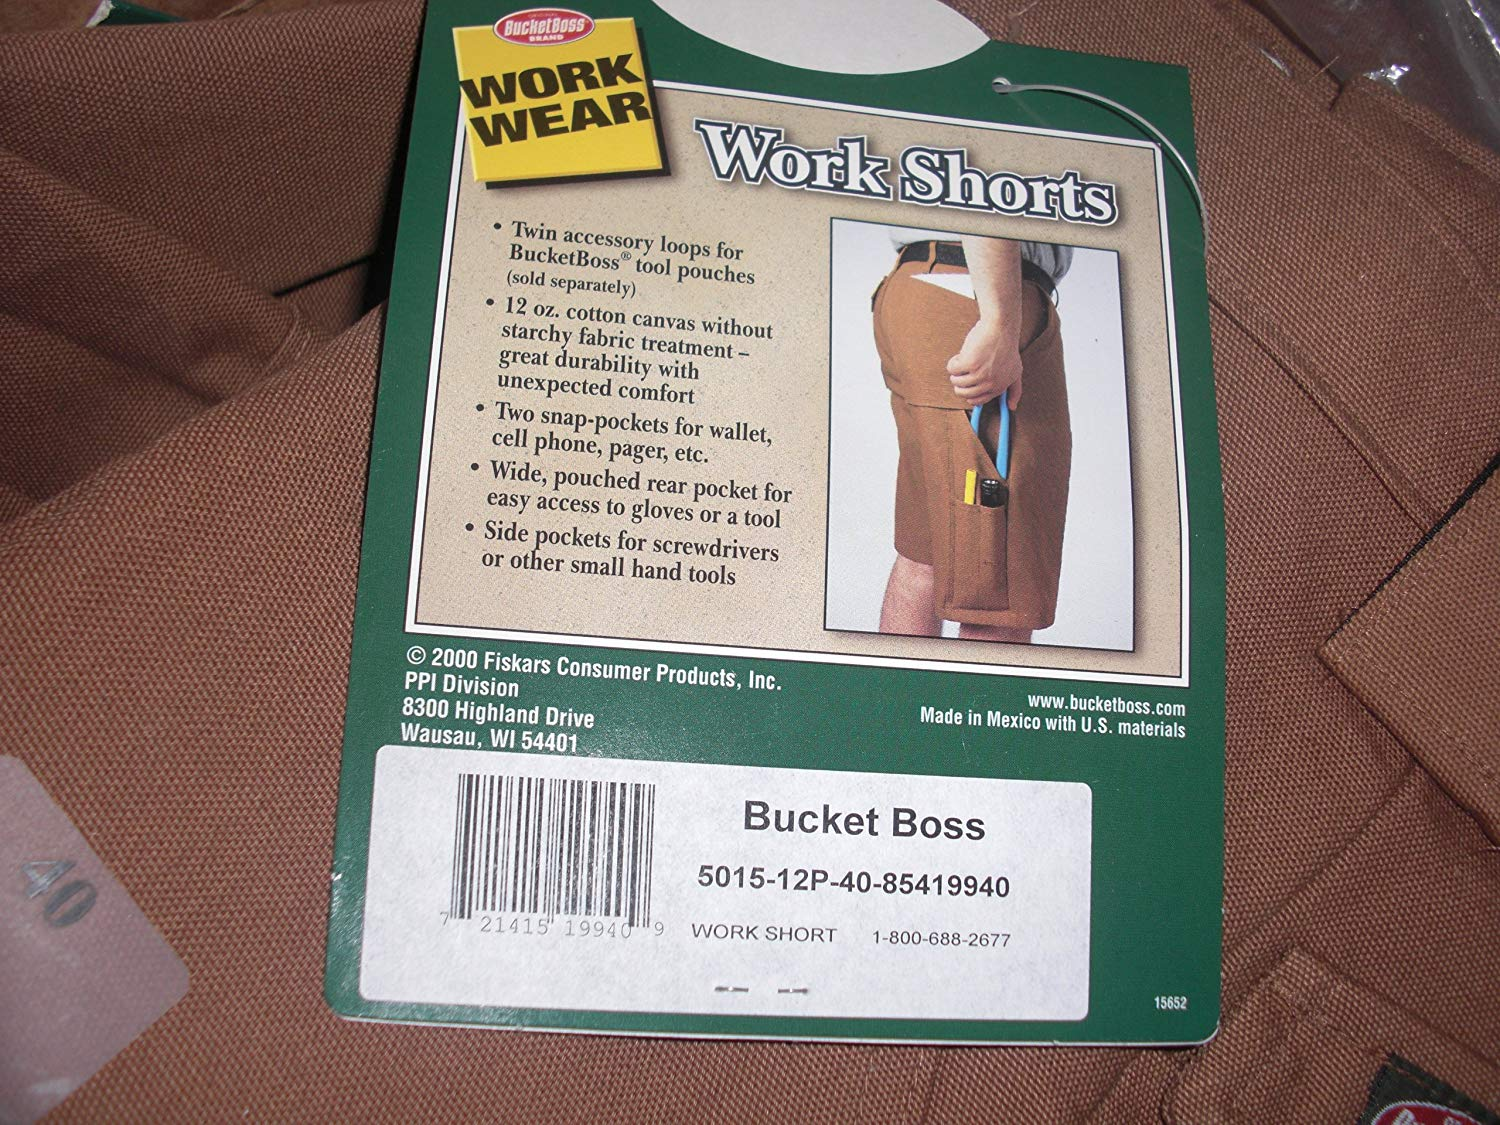 BucketBoss
BRAND
WORK
WEAR
Work Shorts
• Twin accessory loops for
BucketBoss® tool pouches
(sold separately)
• 12 oz. cotton canvas without
starchy fabric treatment –
great durability with
unexpected comfort
• Two snap-pockets for wallet,
cell phone, pager, etc.
• Wide, pouched rear pocket for
easy access to gloves or a tool
• Side pockets for screwdrivers
or other small hand tools
© 2000 Fiskars Consumer Products, Inc.
PPI Division
8300 Highland Drive
Wausau, WI 54401
www.bucketboss.com
Made in Mexico with U.S. materials
Bucket Boss
5015-12P-40-85419940
WORK SHORT 1-800-688-2677
7 21415 19940 9
15652
40